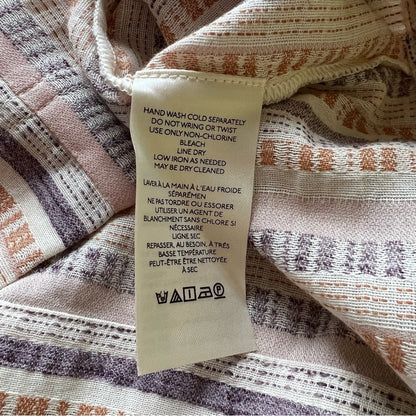 HAND WASH COLD SEPARATELY
DO NOT WRING OR TWIST
USE ONLY NON-CHLORINE
BLEACH
LINE DRY
LOW IRON AS NEEDED
MAY BE DRY CLEANED
LAVER À LA MAIN À L'EAU FROIDE
SÉPARÉMEN
NE PAS TORDRE OU ESSORER
UTILISER UN AGENT DE
BLANCHIMENT SANS CHLORE SI
NÉCESSAIRE
LIGNE SEC
REPASSER, AU BESOIN, À TRÈS
BASSE TEMPÉRATURE
PEUT-ÊTRE ÊTRE NETTOYÉE
À SEC